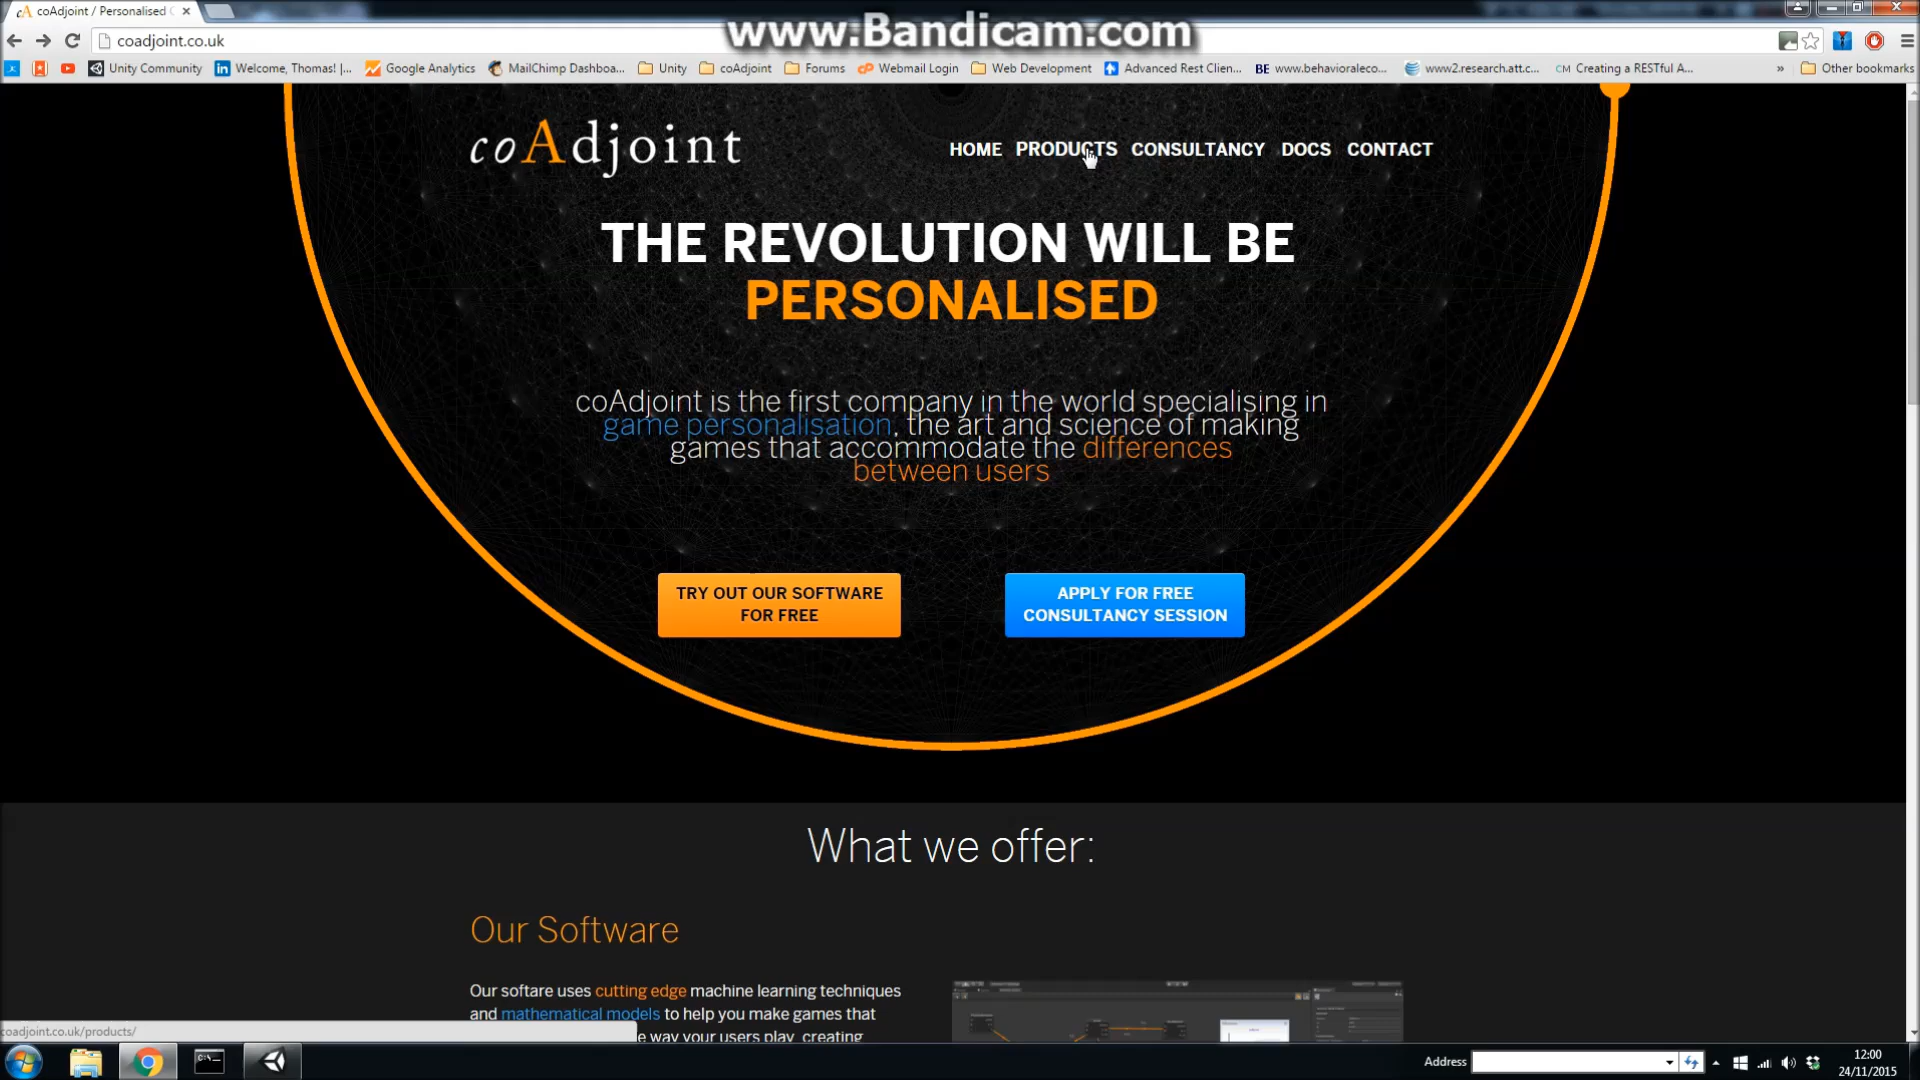 coAdjoint / Personalised
www.Bandicam.com
coadjoint.co.uk
Unity Community
Welcome, Thomas! |...
Google Analytics
MailChimp Dashboa...
Unity
coAdjoint
Forums
Webmail Login
Web Development
Advanced Rest Clien...
BE www.behavioraleco...
www2.research.att.c...
CM Creating a RESTful A...
» Other bookmarks
coAdjoint
HOME PRODUCTS CONSULTANCY DOCS CONTACT
THE REVOLUTION WILL BE
PERSONALISED
coAdjoint is the first company in the world specialising in
game personalisation, the art and science of making
games that accommodate the differences
between users
TRY OUT OUR SOFTWARE
FOR FREE
APPLY FOR FREE
CONSULTANCY SESSION
What we offer:
Our Software
Our softare uses cutting edge machine learning techniques
and mathematical models to help you make games that
e way your users play, creating
coadjoint.co.uk/products/
Address
12:00
24/11/2015